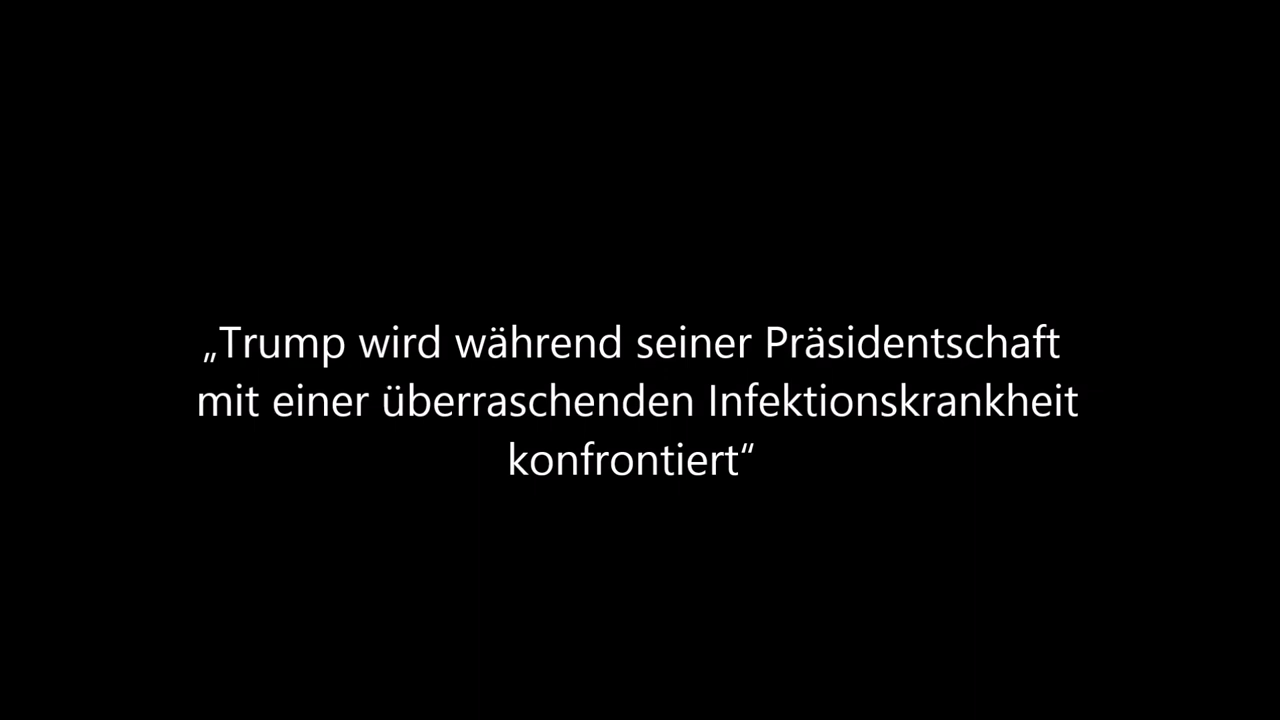 „Trump wird während seiner Präsidentschaft
mit einer überraschenden Infektionskrankheit
konfrontiert“